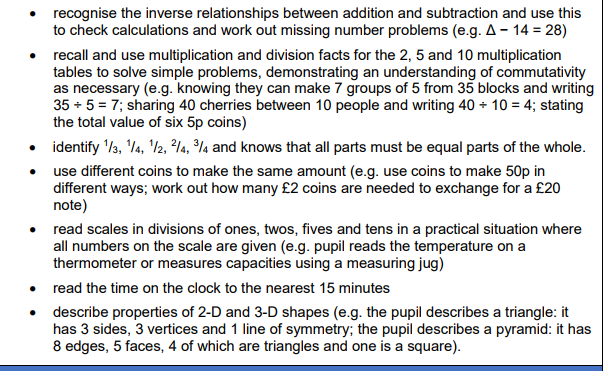 • recognise the inverse relationships between addition and subtraction and use this
to check calculations and work out missing number problems (e.g. Δ − 14 = 28)
• recall and use multiplication and division facts for the 2, 5 and 10 multiplication
tables to solve simple problems, demonstrating an understanding of commutativity
as necessary (e.g. knowing they can make 7 groups of 5 from 35 blocks and writing
35 ÷ 5 = 7; sharing 40 cherries between 10 people and writing 40 ÷ 10 = 4; stating
the total value of six 5p coins)
• identify 1/3, 1/4, 1/2, 2/4, 3/4 and knows that all parts must be equal parts of the whole.
• use different coins to make the same amount (e.g. use coins to make 50p in
different ways; work out how many £2 coins are needed to exchange for a £20
note)
• read scales in divisions of ones, twos, fives and tens in a practical situation where
all numbers on the scale are given (e.g. pupil reads the temperature on a
thermometer or measures capacities using a measuring jug)
• read the time on the clock to the nearest 15 minutes
• describe properties of 2-D and 3-D shapes (e.g. the pupil describes a triangle: it
has 3 sides, 3 vertices and 1 line of symmetry; the pupil describes a pyramid: it has
8 edges, 5 faces, 4 of which are triangles and one is a square).